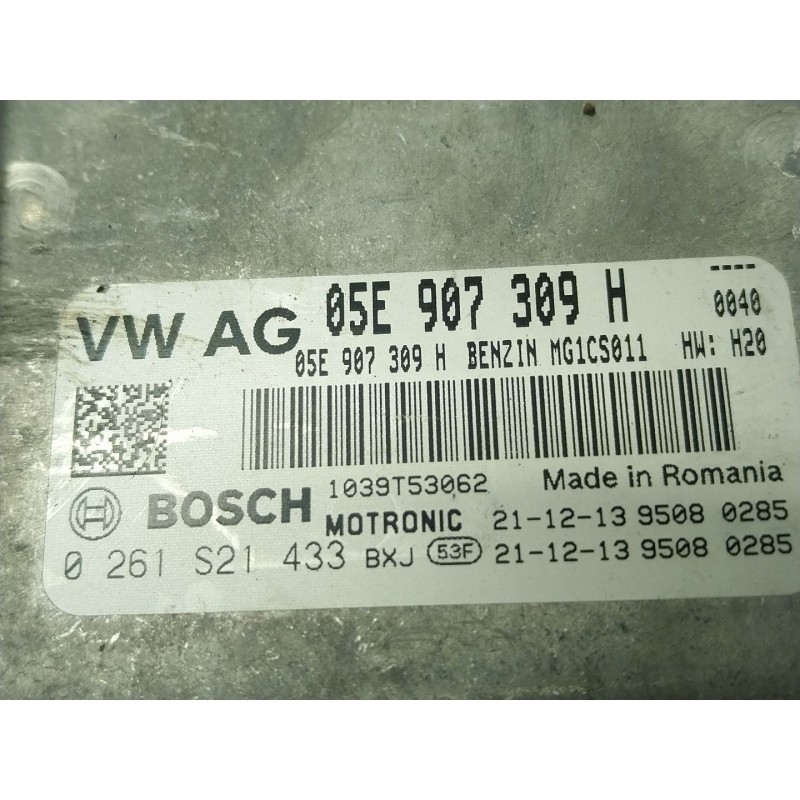 VW AG 05E 907 309 H ---- 0040
05E 907 309 H BENZIN MG1CS011 HW: H20
1039T53062 Made in Romania
BOSCH MOTRONIC 21-12-13 9508 0285
0 261 S21 433 BXJ 53F 21-12-13 9508 0285